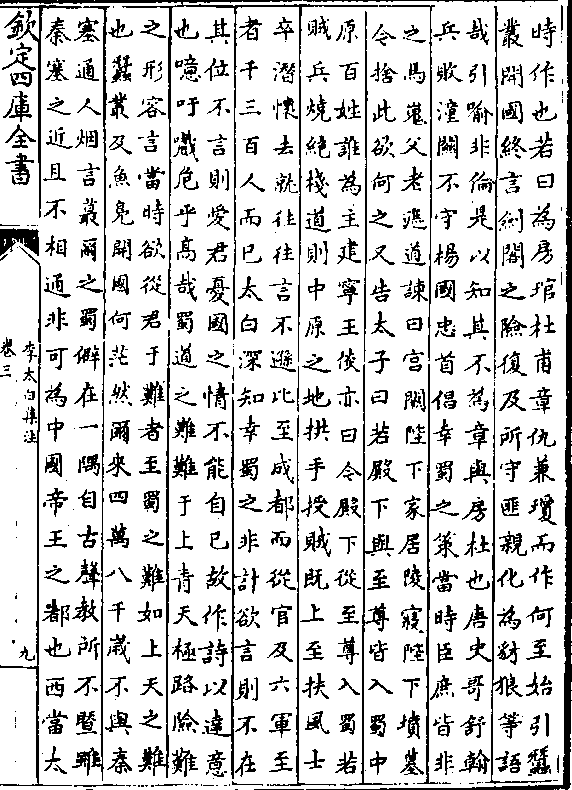 時作也若曰為房琯杜甫章仇兼瓊而作何至始引蠶
叢開國終言劍閣之險復及所守匪親化為豺狼等語
哉引喻非倫是以知其不為章與房杜也唐史哥舒翰
兵敗潼關不守楊國忠首倡幸蜀之策當時臣庶皆非
之馬嵬父老遮道諫曰宮闕陛下家居陵寢陛下墳墓
令捨此欲何之又告太子曰若殿下與至尊皆入蜀中
原百姓誰為主建寧王倓亦曰令殿下從至尊入蜀若
賊兵燒絕棧道則中原之地拱手授賊既上至扶風士
卒潛懷去就往往言不遜比至成都而從官及六軍至
者千三百人而已太白深知幸蜀之非計欲言則不在
其位不言則愛君憂國之情不能自已故作詩以達意
也噫吁嚱危乎高哉蜀道之難難于上青天極路險難
之形容言當時欲從君于難者至蜀之難如上天之難
也蠶叢及魚鳧開國何茫然爾來四萬八千歲不與秦
塞通人烟言叢爾之蜀僻在一隅自古聲教所不曁雖
秦塞之近且不相通非可為中國帝王之都也西當太
欽定四庫全書
李太白集注
卷三
九